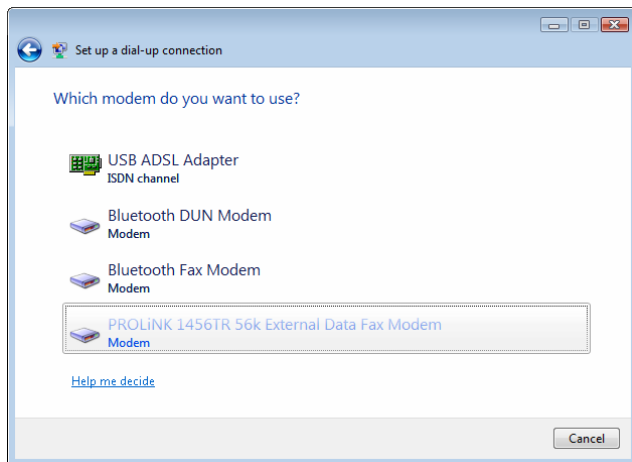 Set up a dial-up connection
Which modem do you want to use?
USB ADSL Adapter
ISDN channel
Bluetooth DUN Modem
Modem
Bluetooth Fax Modem
Modem
PROLiNK 1456TR 56k External Data Fax Modem
Modem
Help me decide
Cancel